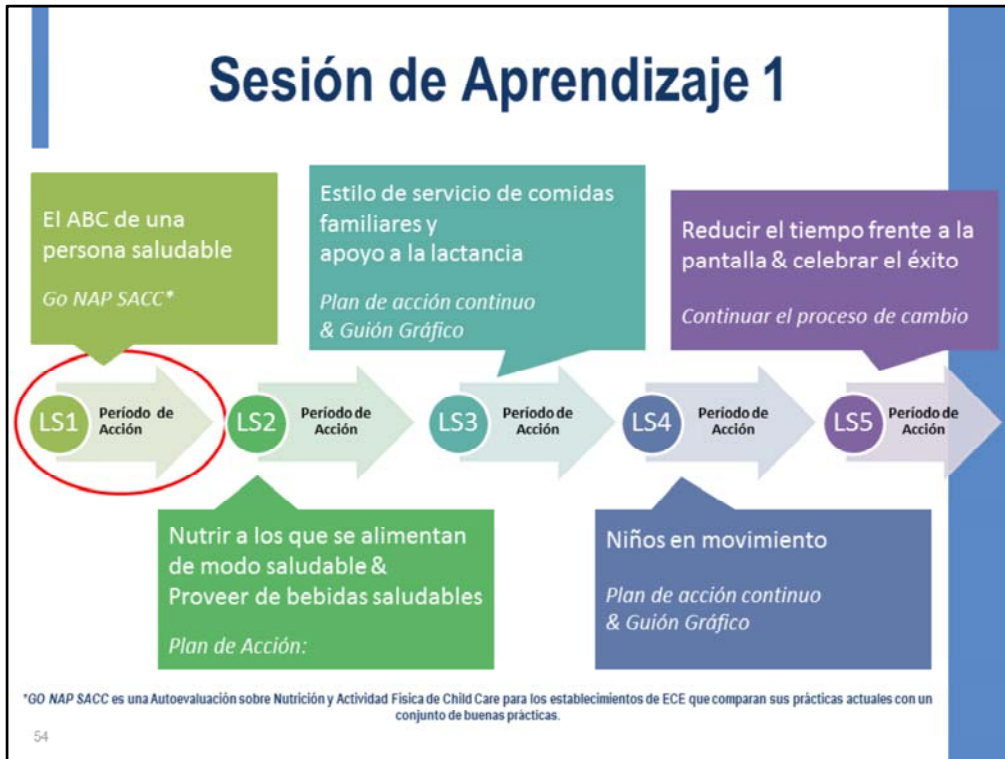 Sesión de Aprendizaje 1
El ABC de una
persona saludable
Go NAP SACC*
Estilo de servicio de comidas
familiares y
apoyo a la lactancia
Plan de acción continuo
& Guión Gráfico
Reducir el tiempo frente a la
pantalla & celebrar el éxito
Continuar el proceso de cambio
LS1
Período de
Acción
LS2
Período de
Acción
LS3
Período de
Acción
LS4
Período de
Acción
LS5
Período de
Acción
Nutrir a los que se alimentan
de modo saludable &
Proveer de bebidas saludables
Plan de Acción:
Niños en movimiento
Plan de acción continuo
& Guión Gráfico
*GO NAP SACC es una Autoevaluación sobre Nutrición y Actividad Física de Child Care para los establecimientos de ECE que comparan sus prácticas actuales con un
conjunto de buenas prácticas.
54